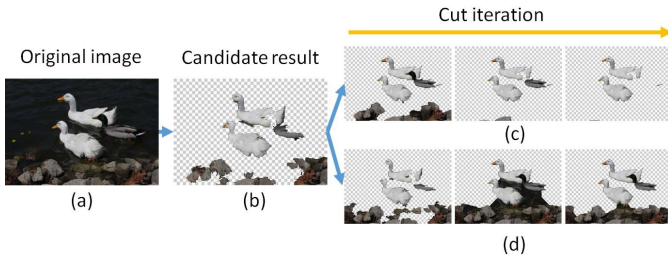 Cut iteration
Original image
Candidate result
(a)
(b)
(c)
(d)